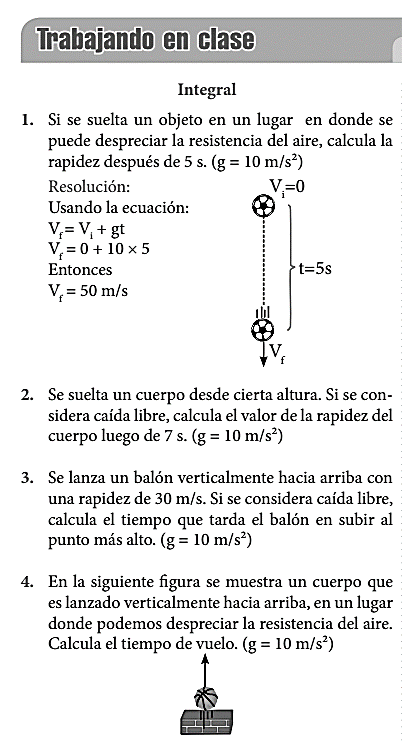 Trabajando en clase
Integral
1. Si se suelta un objeto en un lugar en donde se
puede despreciar la resistencia del aire, calcula la
rapidez después de 5 s. (g = 10 m/s²)
Resolución:
Usando la ecuación:
V_f = V_i + gt
V_f = 0 + 10 × 5
Entonces
V_f = 50 m/s
V_i=0
t=5s
V_f
2. Se suelta un cuerpo desde cierta altura. Si se con-
sidera caída libre, calcula el valor de la rapidez del
cuerpo luego de 7 s. (g = 10 m/s²)
3. Se lanza un balón verticalmente hacia arriba con
una rapidez de 30 m/s. Si se considera caída libre,
calcula el tiempo que tarda el balón en subir al
punto más alto. (g = 10 m/s²)
4. En la siguiente figura se muestra un cuerpo que
es lanzado verticalmente hacia arriba, en un lugar
donde podemos despreciar la resistencia del aire.
Calcula el tiempo de vuelo. (g = 10 m/s²)